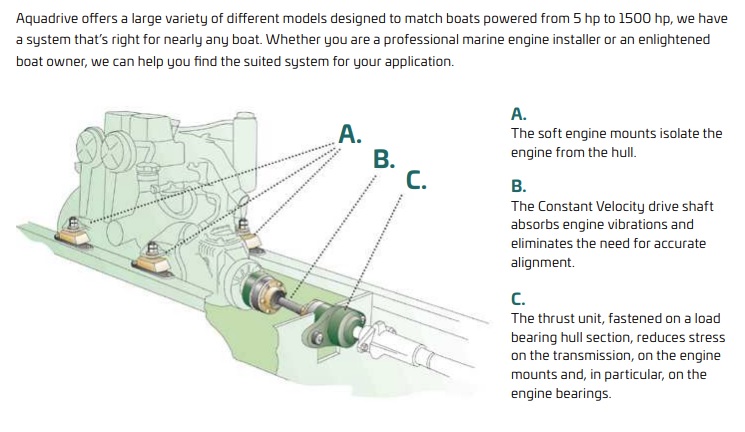 Aquadrive offers a large variety of different models designed to match boats powered from 5 hp to 1500 hp, we have
a system that's right for nearly any boat. Whether you are a professional marine engine installer or an enlightened
boat owner, we can help you find the suited system for your application.
A.
B.
C.
A.
The soft engine mounts isolate the
engine from the hull.
B.
The Constant Velocity drive shaft
absorbs engine vibrations and
eliminates the need for accurate
alignment.
C.
The thrust unit, fastened on a load
bearing hull section, reduces stress
on the transmission, on the engine
mounts and, in particular, on the
engine bearings.